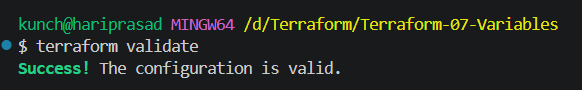 kunch@hariprasad MINGW64 /d/Terraform/Terraform-07-Variables
$ terraform validate
Success! The configuration is valid.